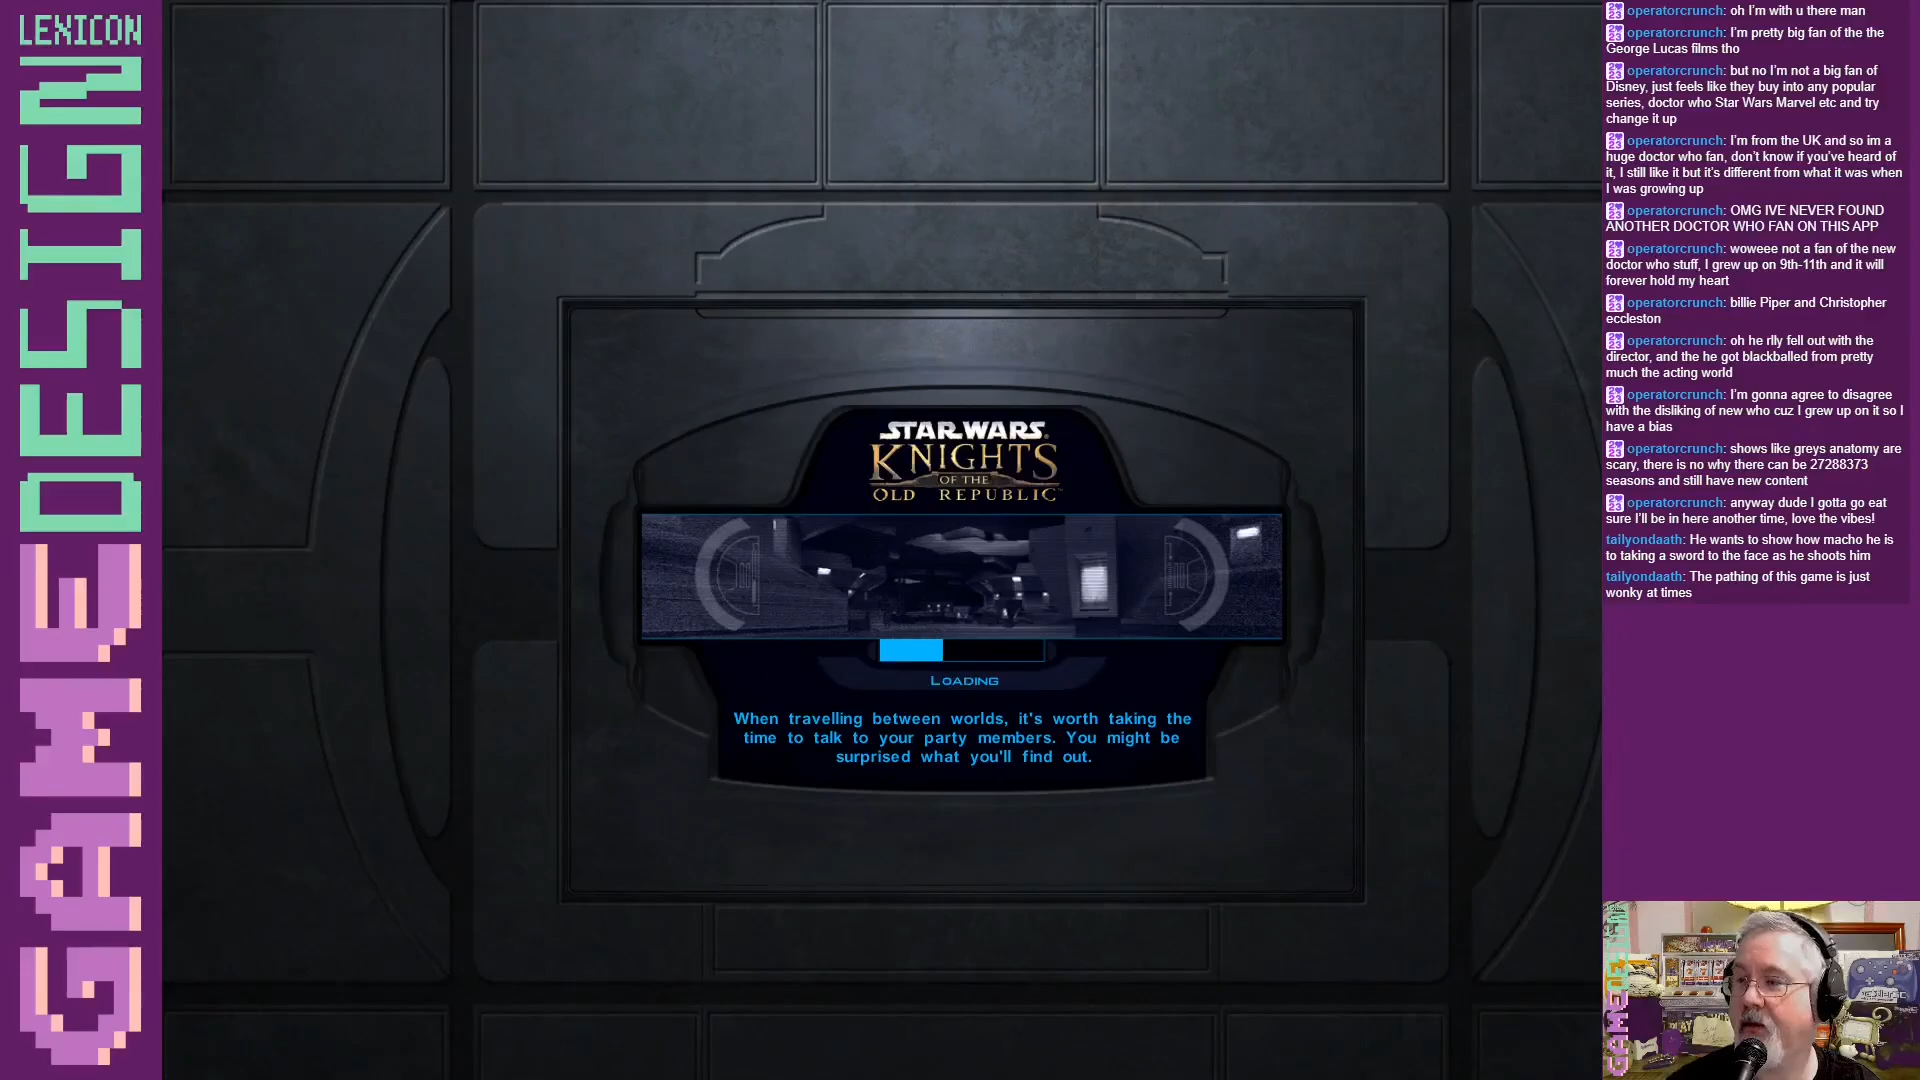 LEXICON
GAME DESIGN
STAR WARS
KNIGHTS
OF THE
OLD REPUBLIC
LOADING
When travelling between worlds, it's worth taking the
time to talk to your party members. You might be
surprised what you'll find out.
operatorcrunch: oh I'm with u there man
operatorcrunch: I'm pretty big fan of the the
George Lucas films tho
operatorcrunch: but no I'm not a big fan of
Disney, just feels like they buy into any popular
series, doctor who Star Wars Marvel etc and try
change it up
operatorcrunch: I'm from the UK and so im a
huge doctor who fan, don't know if you've heard of
it, I still like it but it's different from what it was when
I was growing up
operatorcrunch: OMG IVE NEVER FOUND
ANOTHER DOCTOR WHO FAN ON THIS APP
operatorcrunch: woweee not a fan of the new
doctor who stuff, I grew up on 9th-11th and it will
forever hold my heart
operatorcrunch: billie Piper and Christopher
eccleston
operatorcrunch: oh he rlly fell out with the
director, and the he got blackballed from pretty
much the acting world
operatorcrunch: I'm gonna agree to disagree
with the disliking of new who cuz I grew up on it so I
have a bias
operatorcrunch: shows like greys anatomy are
scary, there is no why there can be 27288373
seasons and still have new content
operatorcrunch: anyway dude I gotta go eat
sure I'll be in here another time, love the vibes!
tailyondaath: He wants to show how macho he is
to taking a sword to the face as he shoots him
tailyondaath: The pathing of this game is just
wonky at times